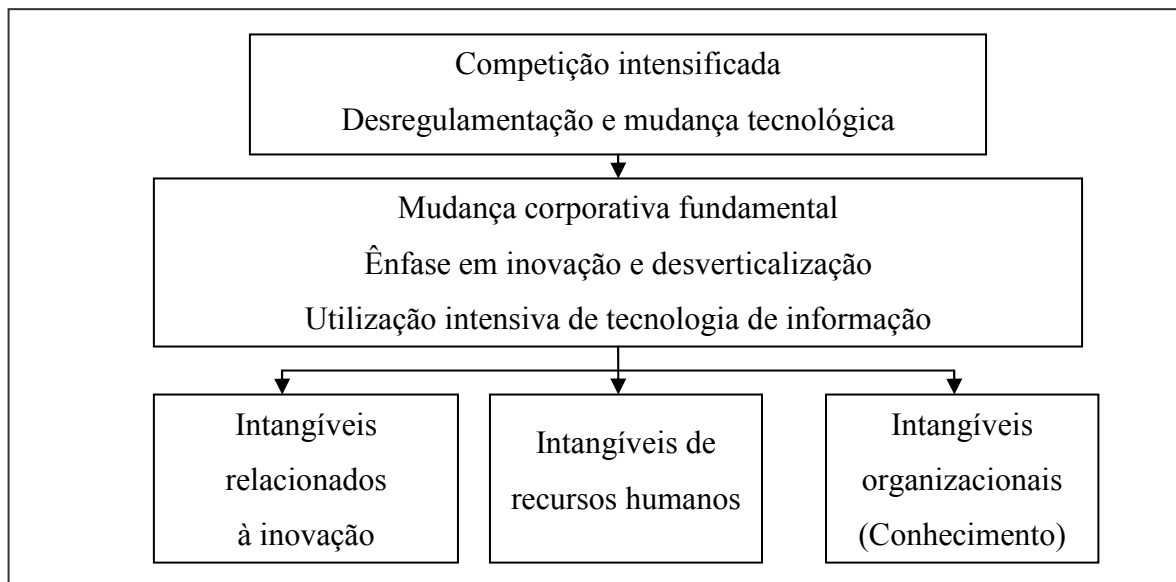 Competição intensificada
Desregulamentação e mudança tecnológica
Mudança corporativa fundamental
Ênfase em inovação e desverticalização
Utilização intensiva de tecnologia de informação
Intangíveis
relacionados
à inovação
Intangíveis de
recursos humanos
Intangíveis
organizacionais
(Conhecimento)